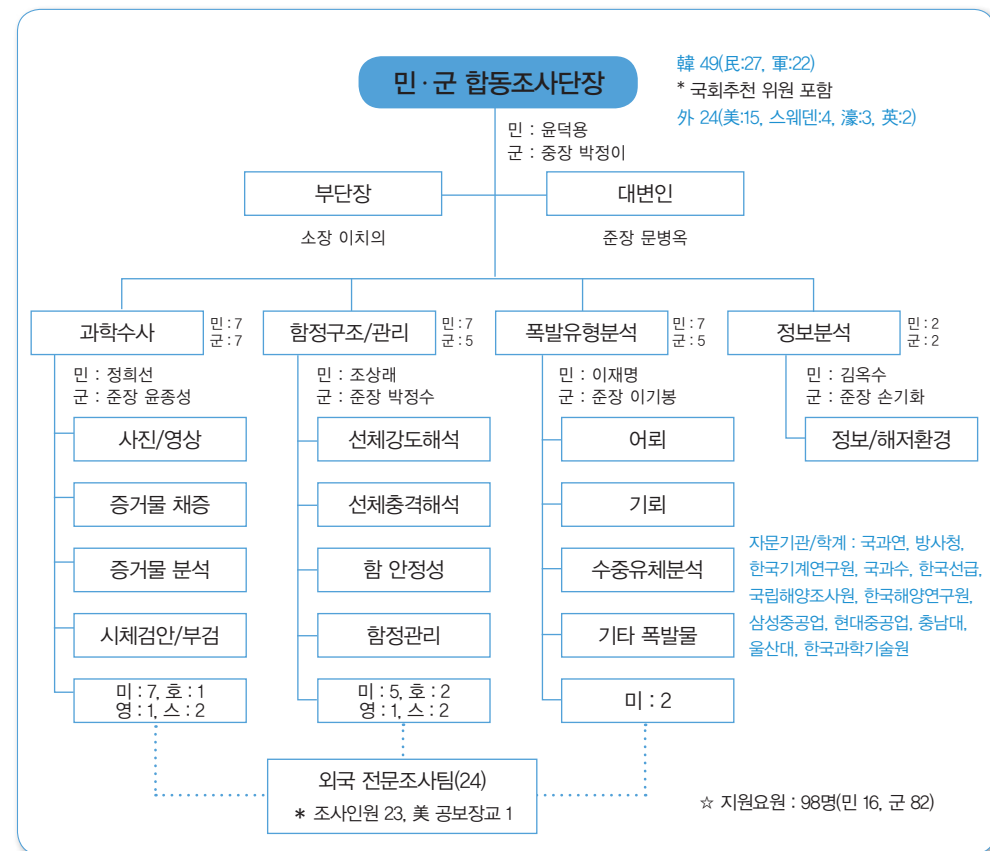 민·군 합동조사단장
韓 49(民:27, 軍:22)
* 국회추천 위원 포함
外 24(美:15, 스웨덴:4, 濠:3, 英:2)
민 : 윤덕용
군 : 중장 박정이
부단장
대변인
소장 이치의
준장 문병옥
과학수사
민 : 7
군 : 7
함정구조/관리
민 : 7
군 : 5
폭발유형분석
민 : 7
군 : 5
정보분석
민 : 2
군 : 2
민 : 정희선
군 : 준장 윤종성
민 : 조상래
군 : 준장 박정수
민 : 이재명
군 : 준장 이기봉
민 : 김옥수
군 : 준장 손기화
사진/영상
선체강도해석
어뢰
정보/해저환경
증거물 채증
선체충격해석
기뢰
증거물 분석
함 안정성
수중유체분석
시체검안/부검
함정관리
기타 폭발물
자문기관/학계 : 국과연, 방사청,
한국기계연구원, 국과수, 한국선급,
국립해양조사원, 한국해양연구원,
삼성중공업, 현대중공업, 충남대,
울산대, 한국과학기술원
미 : 7, 호 : 1
영 : 1, 스 : 2
미 : 5, 호 : 2
영 : 1, 스 : 2
미 : 2
외국 전문조사팀(24)
* 조사인원 23, 美 공보장교 1
☆ 지원요원 : 98명(민 16, 군 82)